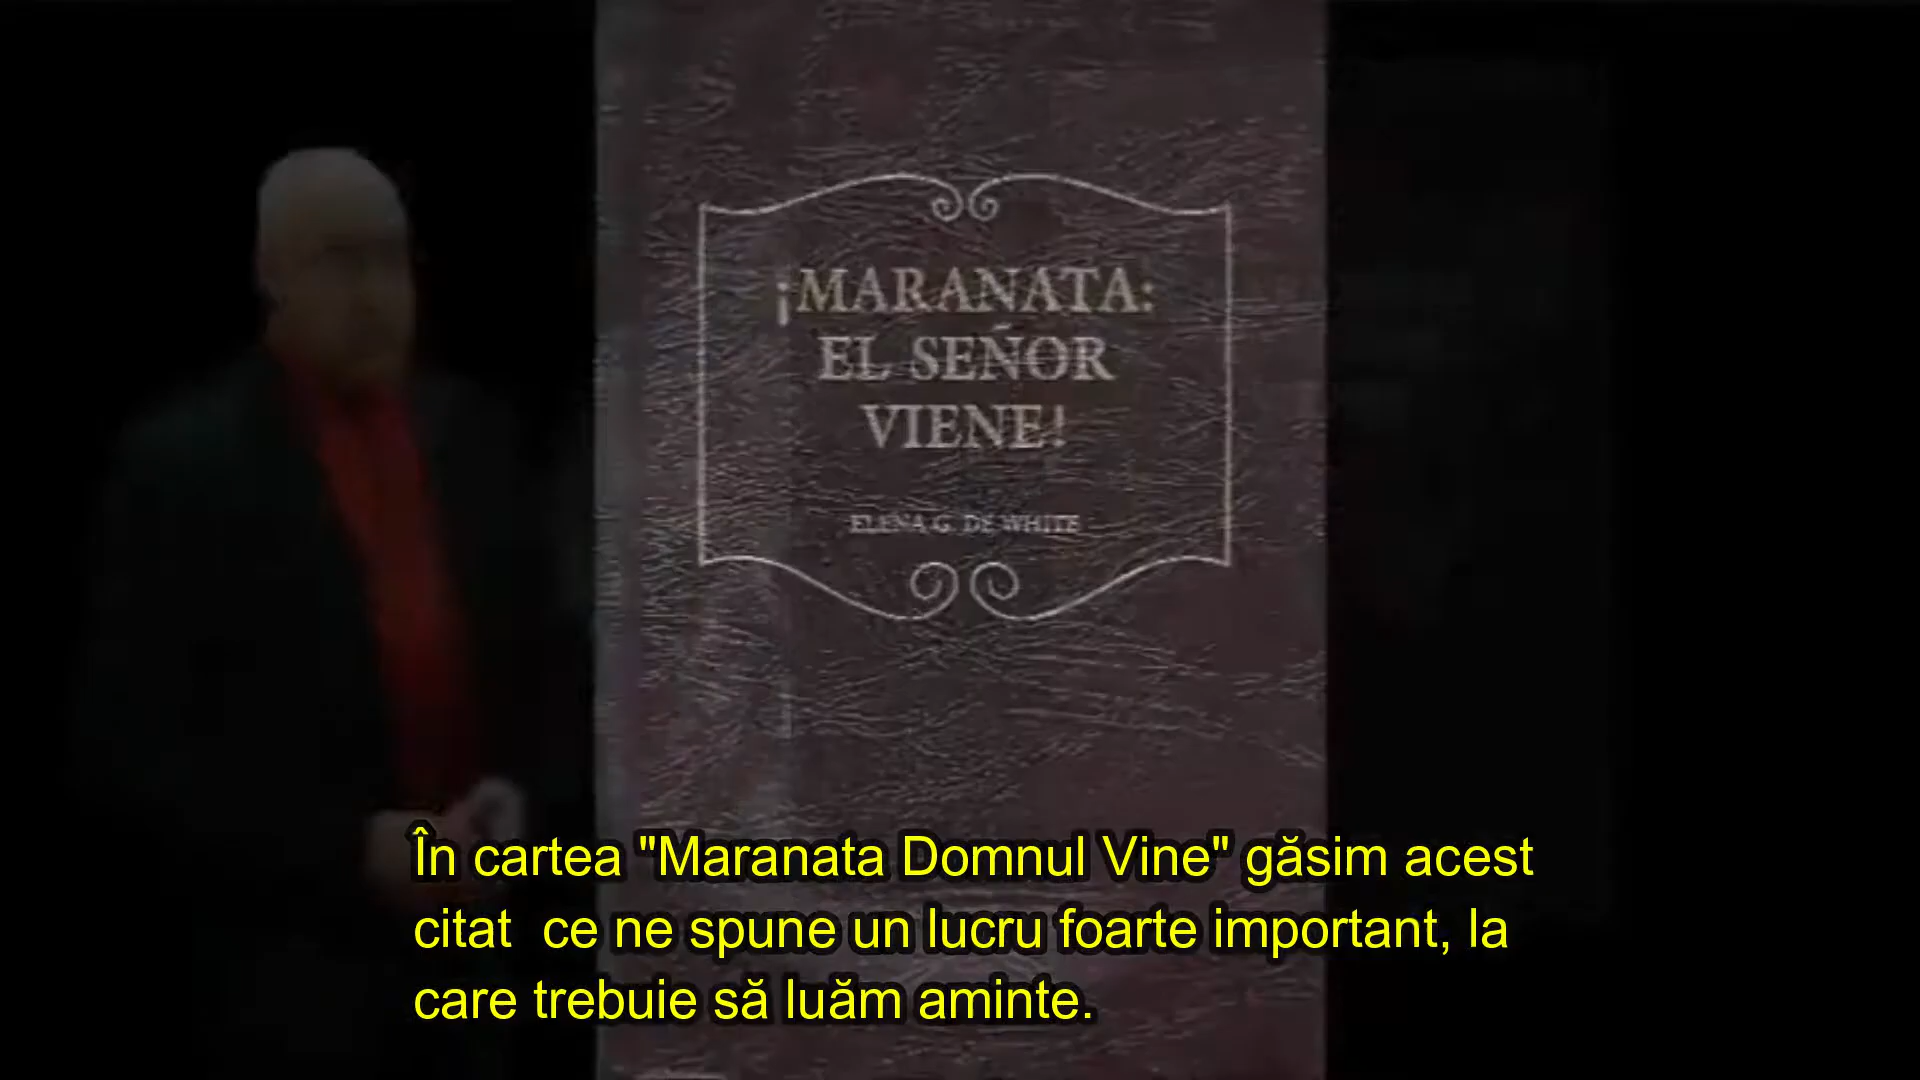 ¡MARANATA:
EL SEÑOR
VIENE!
ELENA G. DE WHITE
În cartea "Maranata Domnul Vine" găsim acest
citat ce ne spune un lucru foarte important, la
care trebuie să luăm aminte.